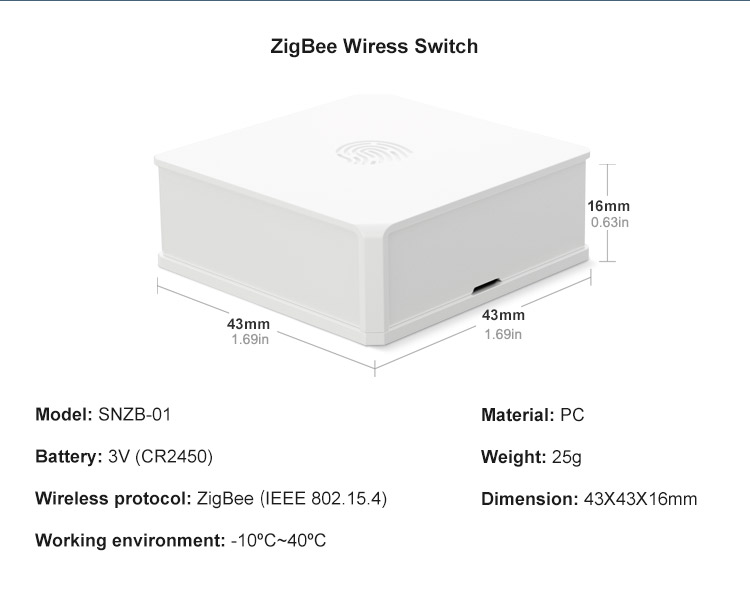 ZigBee Wiress Switch
16mm
0.63in
43mm
1.69in
43mm
1.69in
Model: SNZB-01
Material: PC
Battery: 3V (CR2450)
Weight: 25g
Wireless protocol: ZigBee (IEEE 802.15.4)
Dimension: 43X43X16mm
Working environment: -10ºC~40ºC